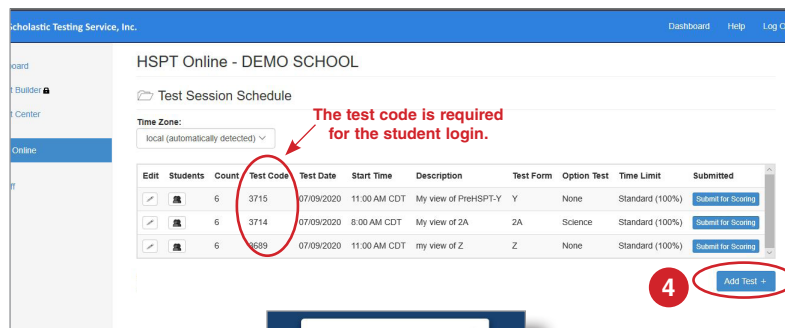 Scholastic Testing Service, Inc. Dashboard Help Log O
oard
t Builder
t Center
Online
ff
HSPT Online - DEMO SCHOOL
Test Session Schedule
Time Zone:
local (automatically detected)
The test code is required
for the student login.
Edit Students Count Test Code Test Date Start Time Description Test Form Option Test Time Limit Submitted
6 3715 07/09/2020 11:00 AM CDT My view of PreHSPT-Y Y None Standard (100%) Submit for Scoring
6 3714 07/09/2020 8:00 AM CDT My view of 2A 2A Science Standard (100%) Submit for Scoring
6 3689 07/09/2020 11:00 AM CDT my view of Z Z None Standard (100%) Submit for Scoring
4 Add Test +